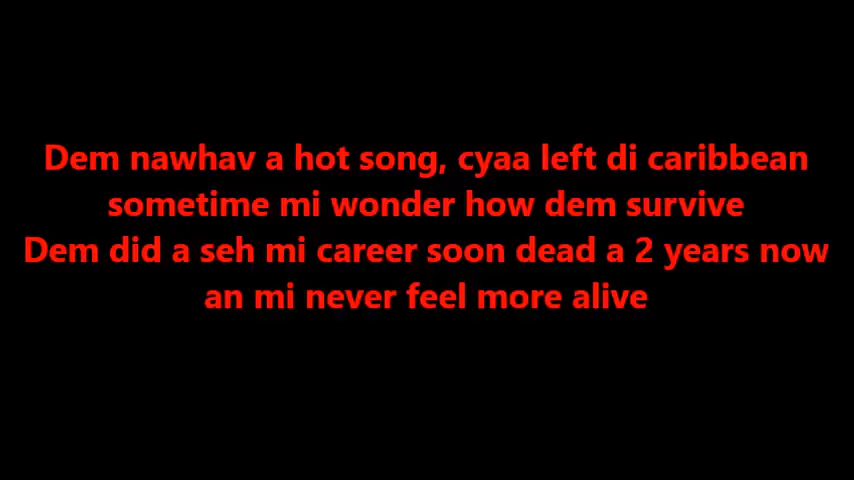 Dem nawhav a hot song, cyaa left di caribbean
sometime mi wonder how dem survive
Dem did a seh mi career soon dead a 2 years now
an mi never feel more alive